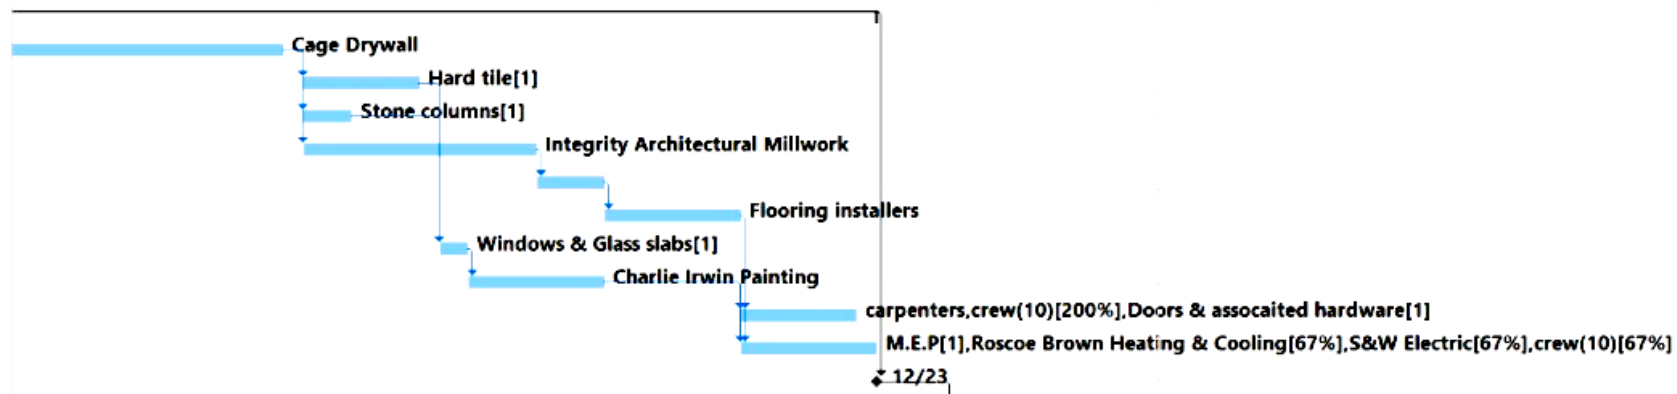 Cage Drywall
Hard tile[1]
Stone columns[1]
Integrity Architectural Millwork
Flooring installers
Windows & Glass slabs[1]
Charlie Irwin Painting
carpenters,crew(10)[200%],Doors & assocaited hardware[1]
M.E.P[1],Roscoe Brown Heating & Cooling[67%],S&W Electric[67%],crew(10)[67%]
12/23